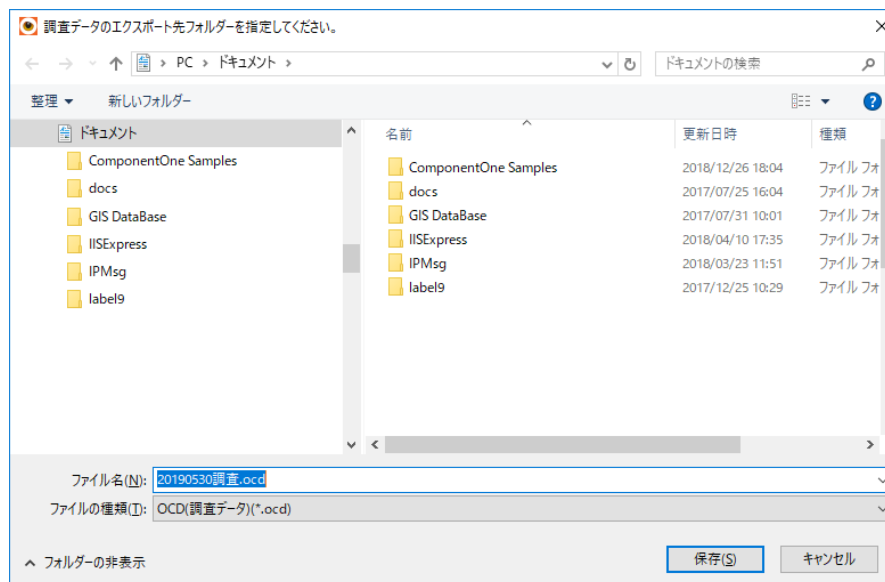 調査データのエクスポート先フォルダーを指定してください。
PC › ドキュメント ›
ドキュメントの検索
整理
新しいフォルダー
ドキュメント
ComponentOne Samples
docs
GIS DataBase
IISExpress
IPMsg
label9
名前 更新日時 種類
ComponentOne Samples 2018/12/26 18:04 ファイル フォ
docs 2017/07/25 16:04 ファイル フォ
GIS DataBase 2017/07/31 10:01 ファイル フォ
IISExpress 2018/04/10 17:35 ファイル フォ
IPMsg 2018/03/23 11:51 ファイル フォ
label9 2017/12/25 10:29 ファイル フォ
ファイル名(N): 20190530調査.ocd
ファイルの種類(T): OCD(調査データ)(*.ocd)
フォルダーの非表示
保存(S)
キャンセル